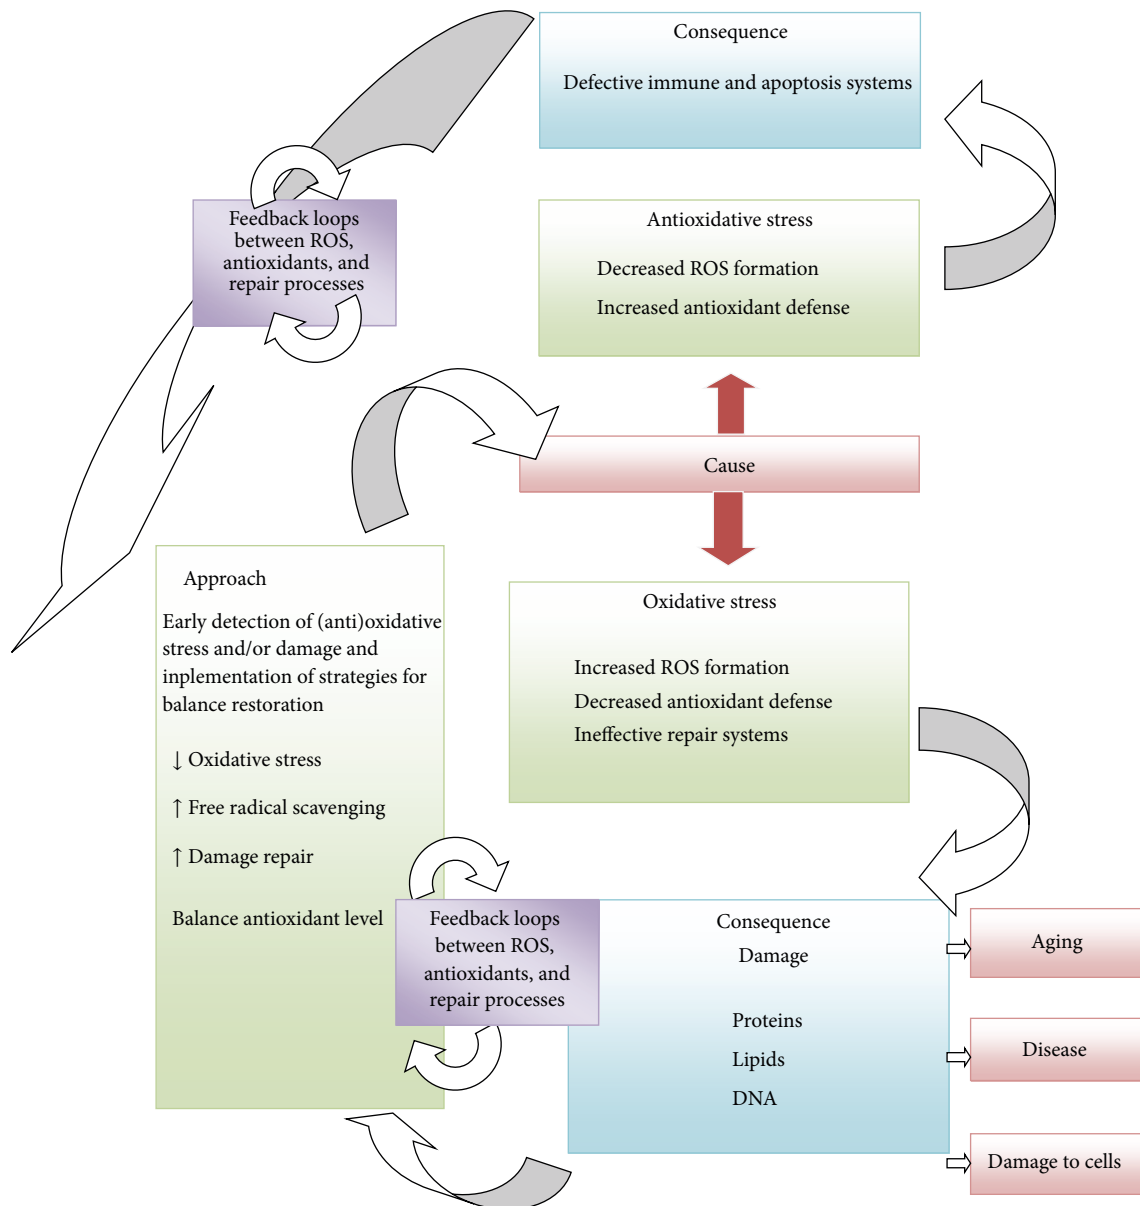 Consequence
Defective immune and apoptosis systems
Feedback loops
between ROS,
antioxidants, and
repair processes
Antioxidative stress
Decreased ROS formation
Increased antioxidant defense
Cause
Approach
Early detection of (anti)oxidative
stress and/or damage and
inplementation of strategies for
balance restoration
↓ Oxidative stress
↑ Free radical scavenging
↑ Damage repair
Balance antioxidant level
Oxidative stress
Increased ROS formation
Decreased antioxidant defense
Ineffective repair systems
Feedback loops
between ROS,
antioxidants, and
repair processes
Consequence
Damage
Proteins
Lipids
DNA
Aging
Disease
Damage to cells